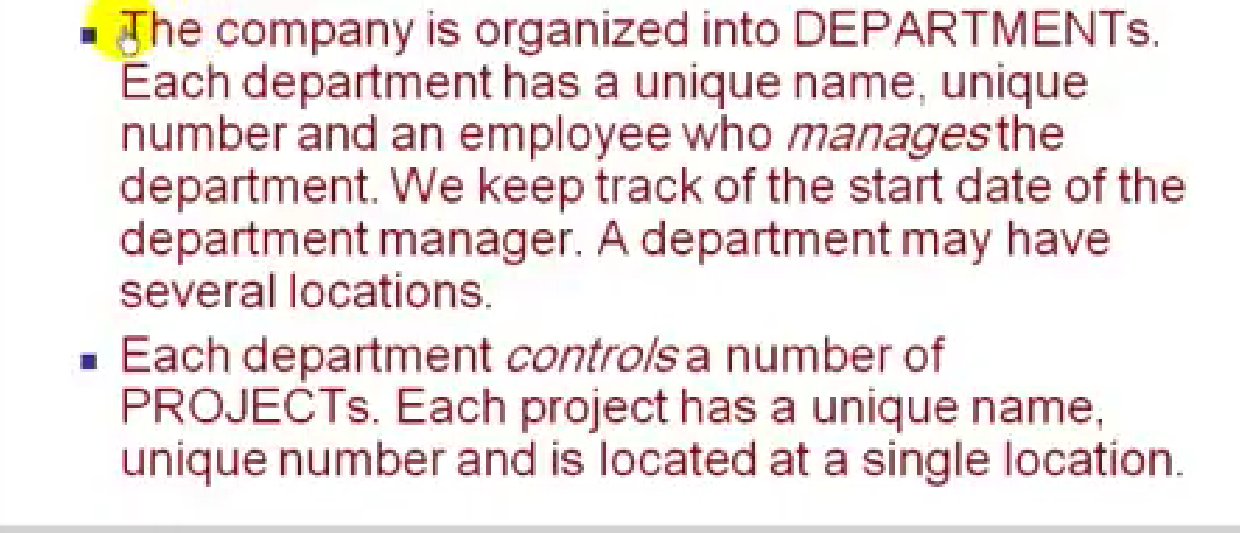 The company is organized into DEPARTMENTs.
Each department has a unique name, unique
number and an employee who manages the
department. We keep track of the start date of the
department manager. A department may have
several locations.
Each department controls a number of
PROJECTs. Each project has a unique name,
unique number and is located at a single location.